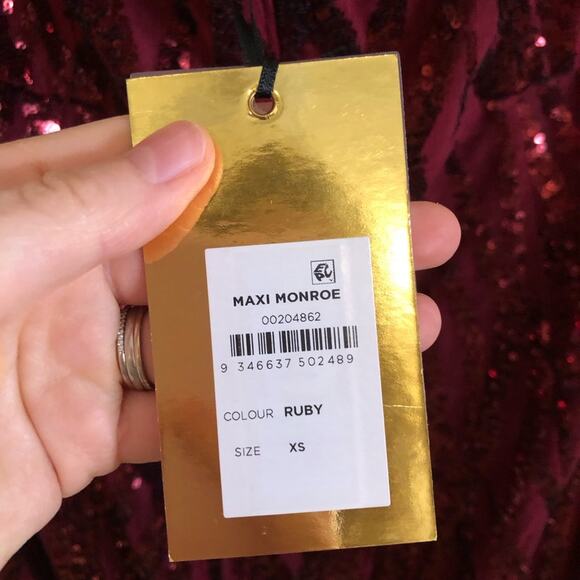 MAXI MONROE
00204862
9 346637 502489
COLOUR RUBY
SIZE XS